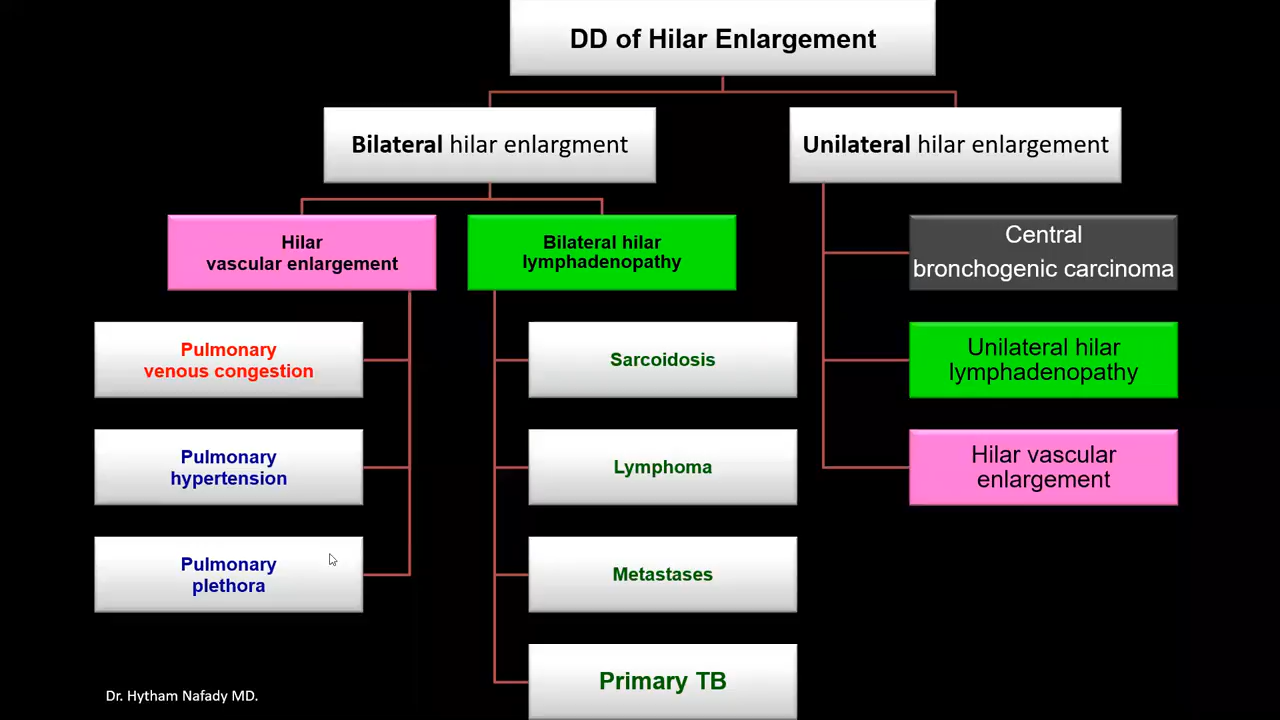 DD of Hilar Enlargement
Bilateral hilar enlargment
Unilateral hilar enlargement
Hilar
vascular enlargement
Bilateral hilar
lymphadenopathy
Central
bronchogenic carcinoma
Pulmonary
venous congestion
Sarcoidosis
Unilateral hilar
lymphadenopathy
Pulmonary
hypertension
Lymphoma
Hilar vascular
enlargement
Pulmonary
plethora
Metastases
Primary TB
Dr. Hytham Nafady MD.